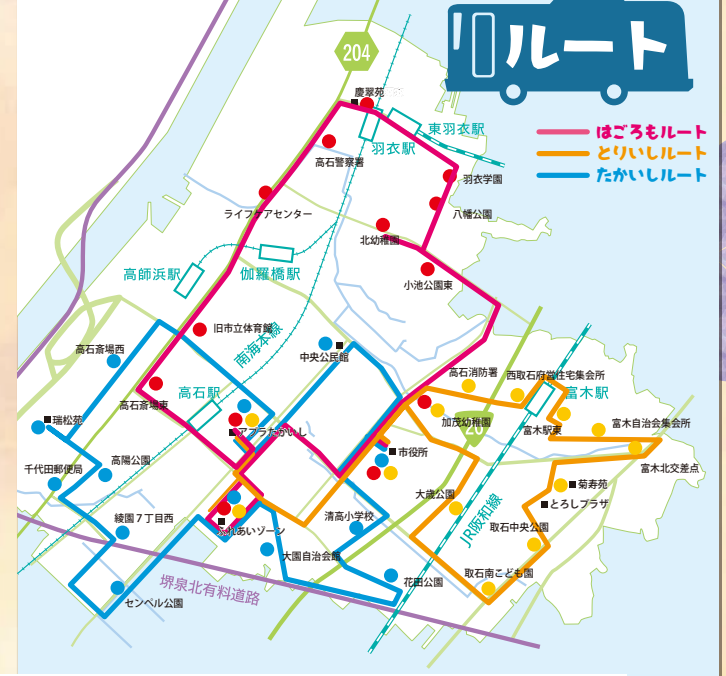 ルート
204
はごろもルート
とりいしルート
たかいしルート
慶翠苑
東羽衣駅
羽衣駅
高石警察署
羽衣学園
ライフケアセンター
八幡公園
北幼稚園
高師浜駅
伽羅橋駅
小池公園東
旧市立体育館
南海本線
高石斎場西
中央公民館
高石消防署
西取石府営住宅集会所
高石駅
富木駅
高石斎場東
加茂幼稚園
瑞松苑
アプラたかいし
富木駅東
富木自治会集会所
市役所
千代田郵便局
高陽公園
富木北交差点
大歳公園
菊寿苑
とろしプラザ
綾園７丁目西
清高小学校
JR阪和線
取石中央公園
ふれあいゾーン
大園自治会館
取石南こども園
花田公園
堺泉北有料道路
センペル公園